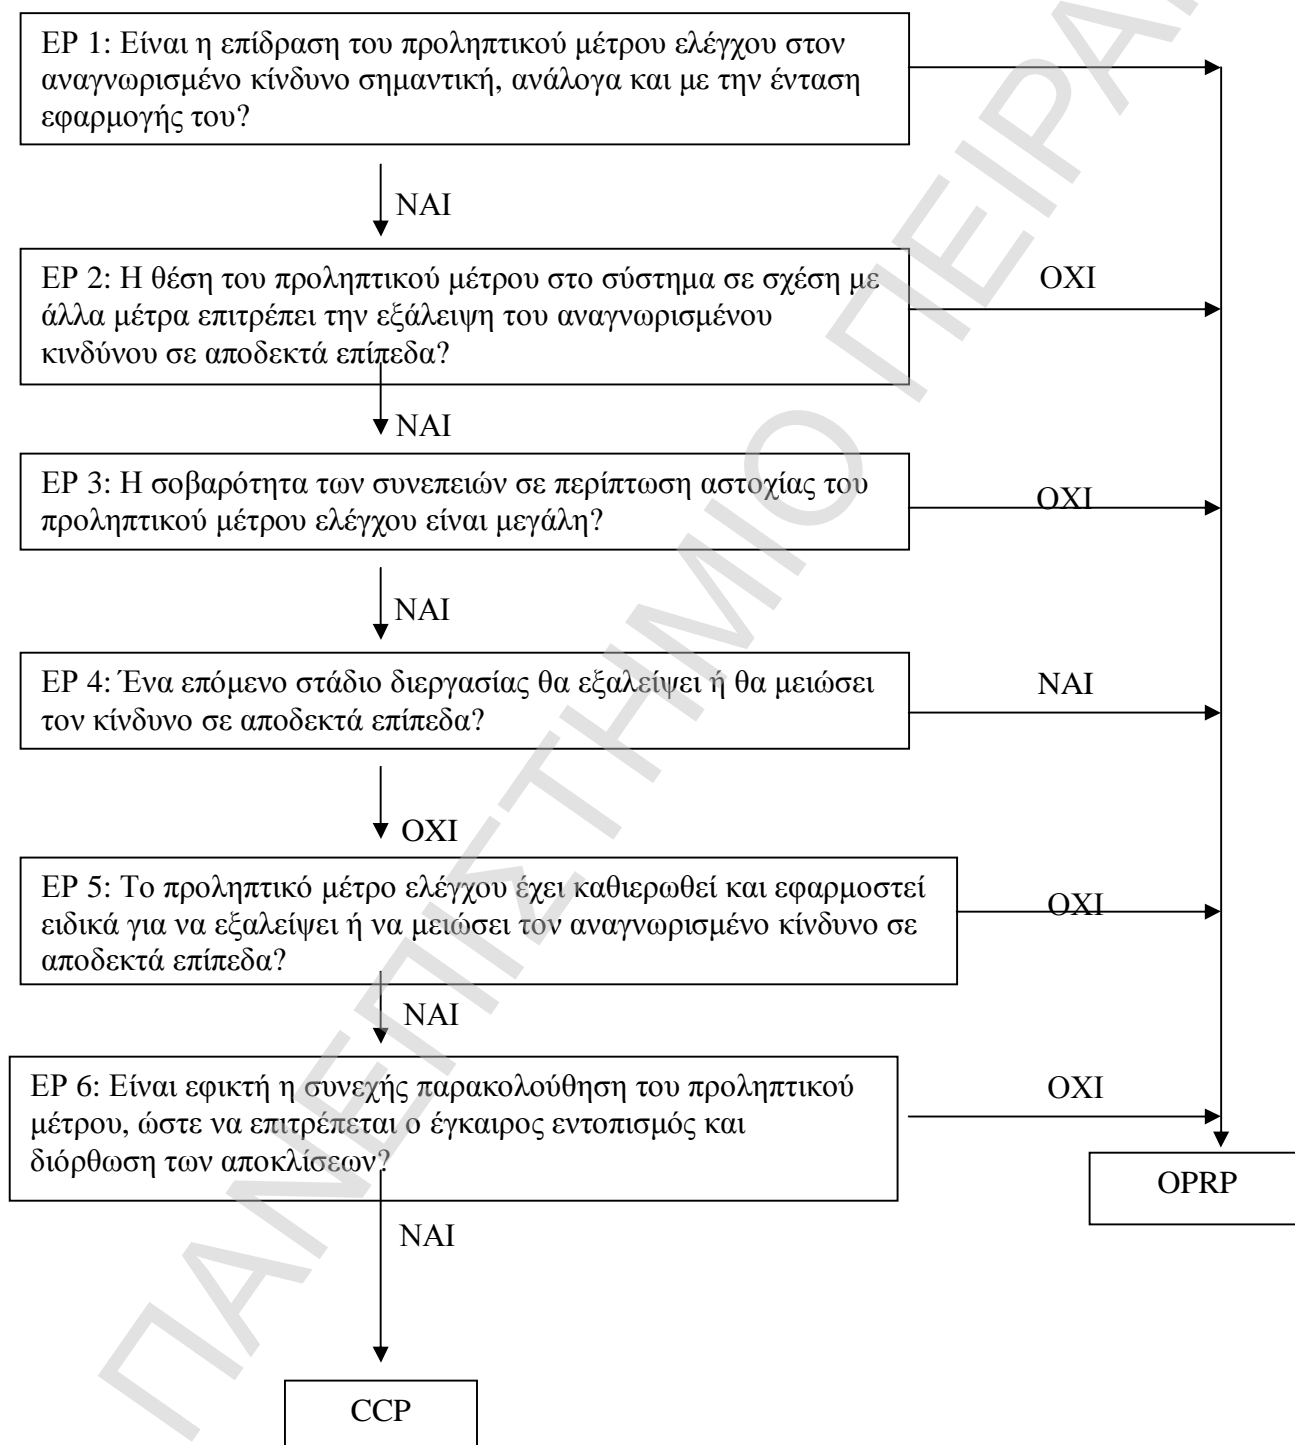 ΕΡ 1: Είναι η επίδραση του προληπτικού μέτρου ελέγχου στον
αναγνωρισμένο κίνδυνο σημαντική, ανάλογα και με την ένταση
εφαρμογής του?
ΝΑΙ
ΕΡ 2: Η θέση του προληπτικού μέτρου στο σύστημα σε σχέση με
άλλα μέτρα επιτρέπει την εξάλειψη του αναγνωρισμένου
κινδύνου σε αποδεκτά επίπεδα?
ΟΧΙ
ΝΑΙ
ΕΡ 3: Η σοβαρότητα των συνεπειών σε περίπτωση αστοχίας του
προληπτικού μέτρου ελέγχου είναι μεγάλη?
ΟΧΙ
ΝΑΙ
ΕΡ 4: Ένα επόμενο στάδιο διεργασίας θα εξαλείψει ή θα μειώσει
τον κίνδυνο σε αποδεκτά επίπεδα?
ΝΑΙ
ΟΧΙ
ΕΡ 5: Το προληπτικό μέτρο ελέγχου έχει καθιερωθεί και εφαρμοστεί
ειδικά για να εξαλείψει ή να μειώσει τον αναγνωρισμένο κίνδυνο σε
αποδεκτά επίπεδα?
ΟΧΙ
ΝΑΙ
ΕΡ 6: Είναι εφικτή η συνεχής παρακολούθηση του προληπτικού
μέτρου, ώστε να επιτρέπεται ο έγκαιρος εντοπισμός και
διόρθωση των αποκλίσεων?
ΟΧΙ
OPRP
ΝΑΙ
CCP
ΠΑΝΕΠΙΣΤΗΜΙΟ